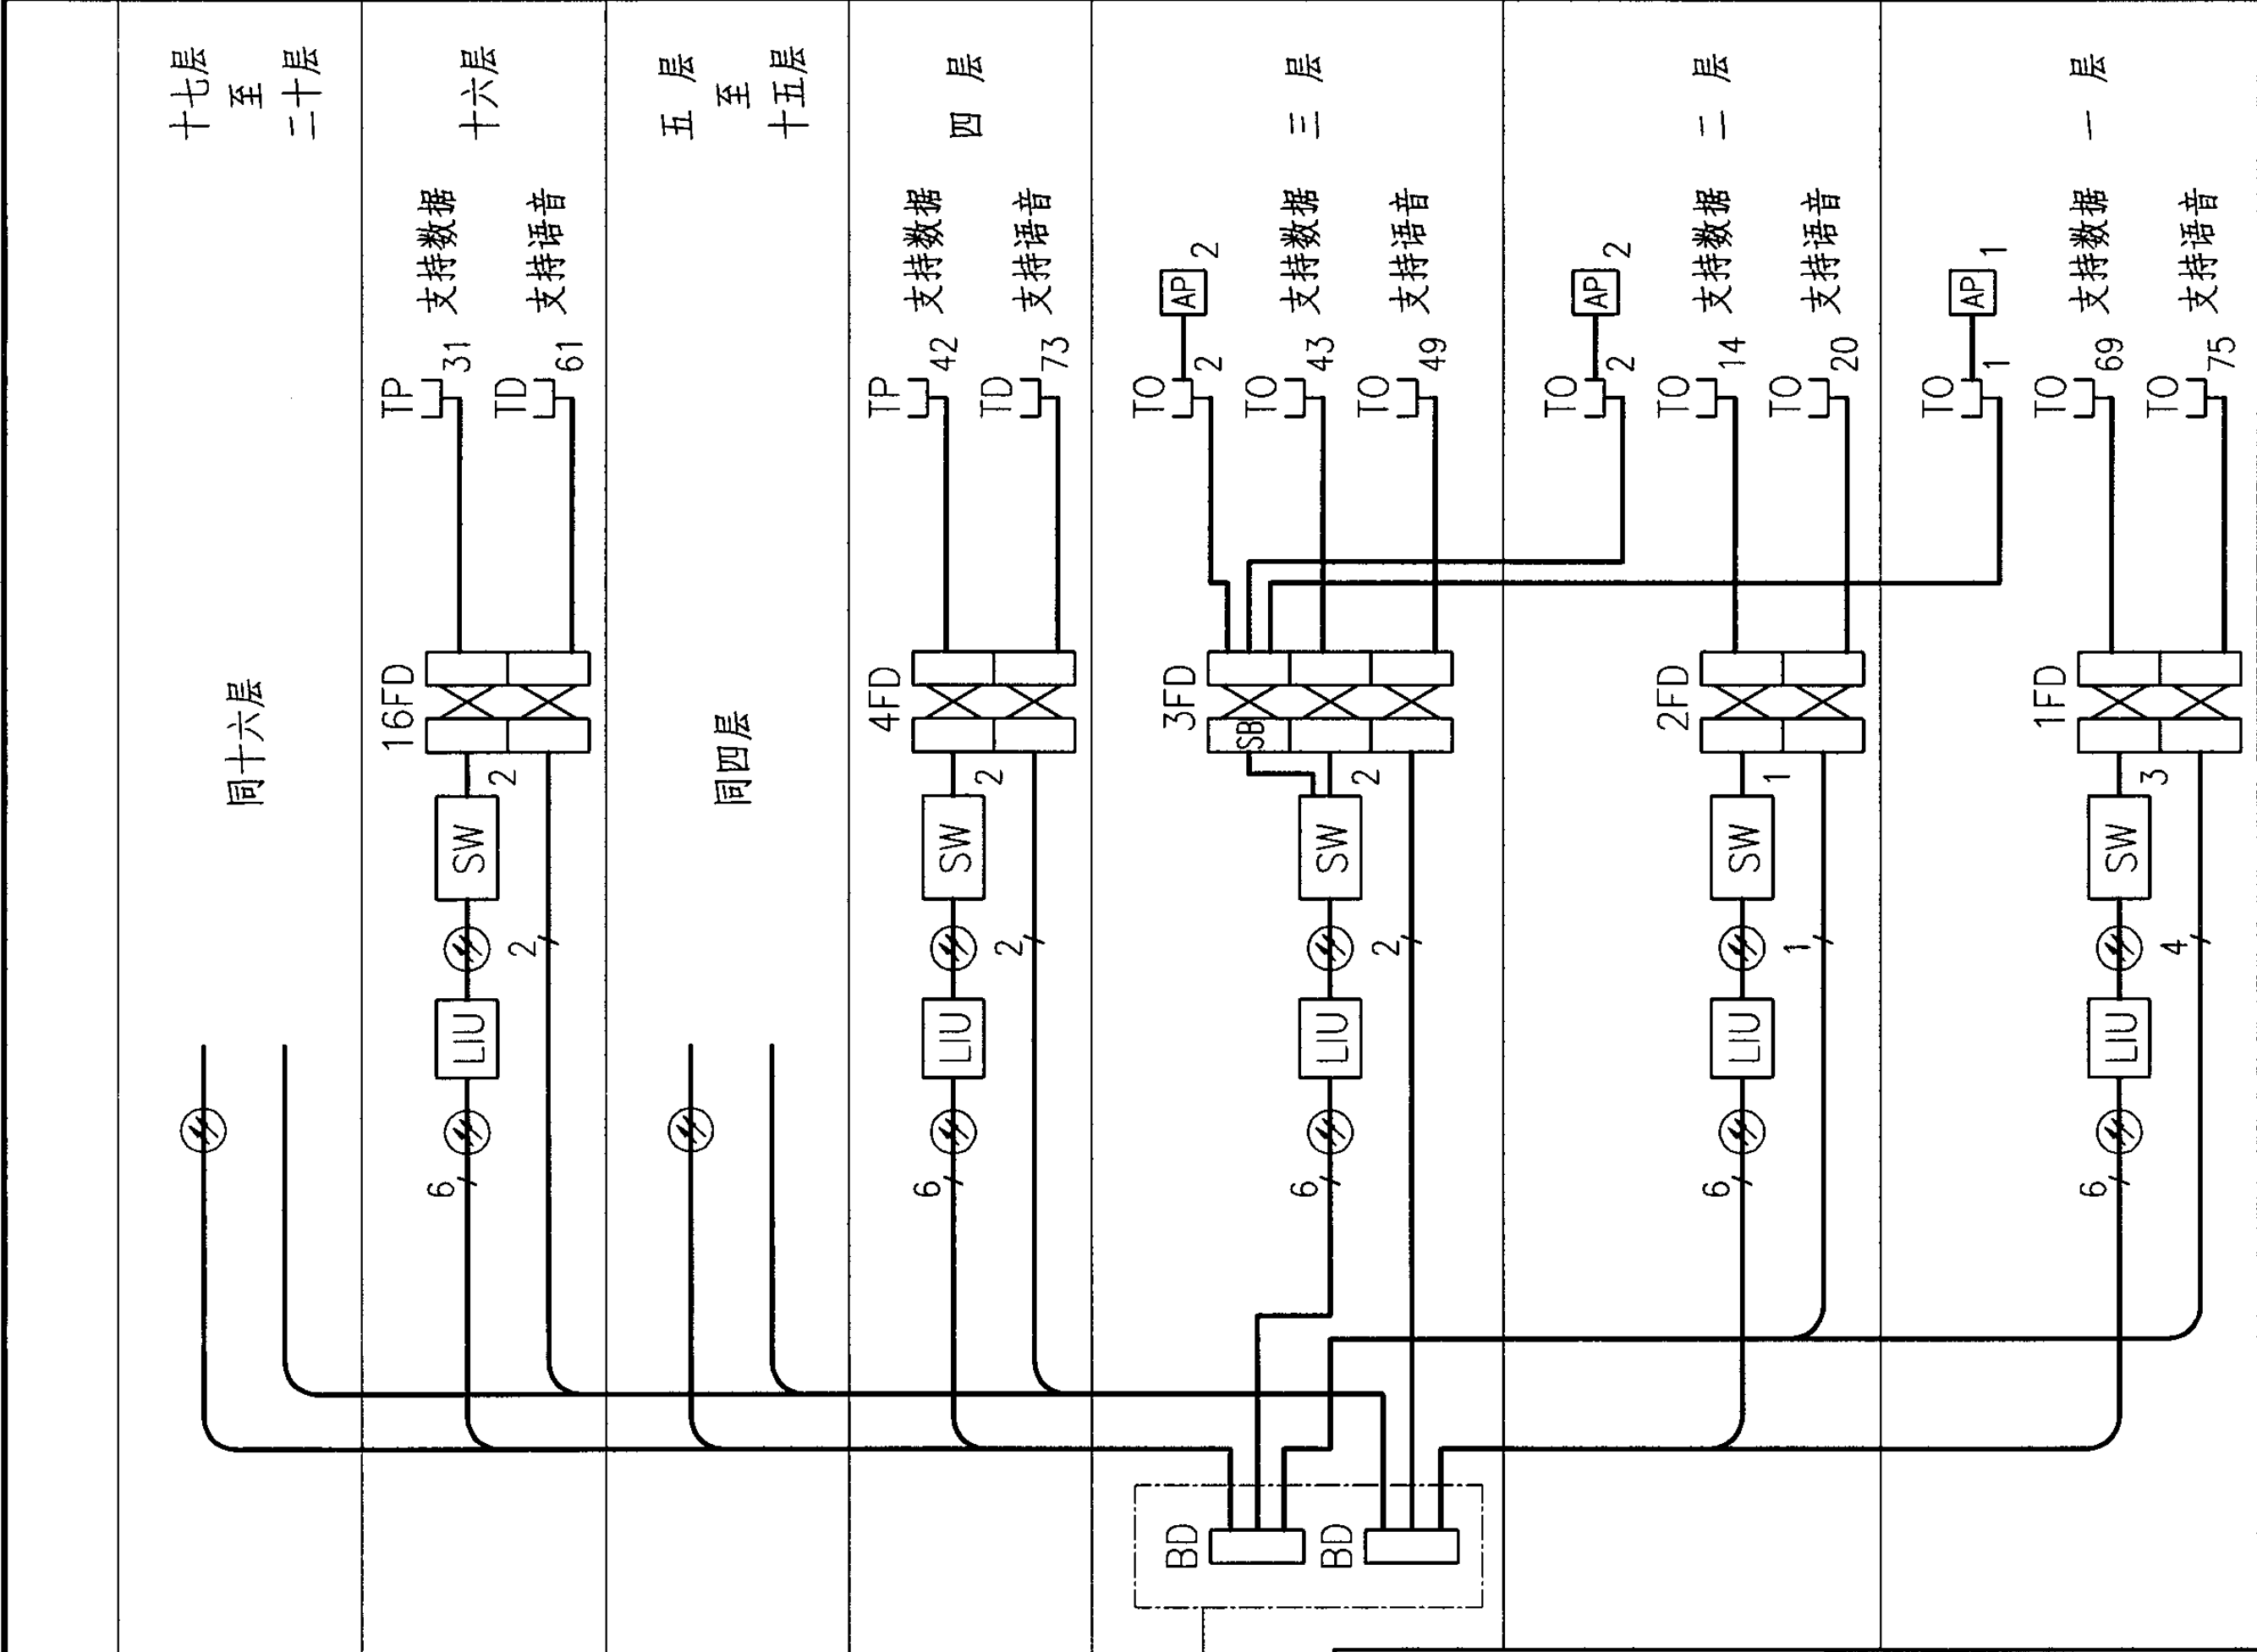 十七层
至
二十层
同十六层
十六层
支持数据
支持语音
TP
31
TD
61
16FD
2
SW
2
LIU
6
五 层
至
十五层
同四层
四 层
支持数据
支持语音
TP
42
TD
73
4FD
2
SW
2
LIU
6
三 层
AP
2
支持数据
支持语音
TO
2
TO
43
TO
49
3FD
SB
2
SW
2
LIU
6
BD
BD
二 层
AP
2
支持数据
支持语音
TO
2
TO
14
TO
20
2FD
1
SW
1
LIU
6
一 层
AP
1
支持数据
支持语音
TO
1
TO
69
TO
75
1FD
3
SW
4
LIU
6